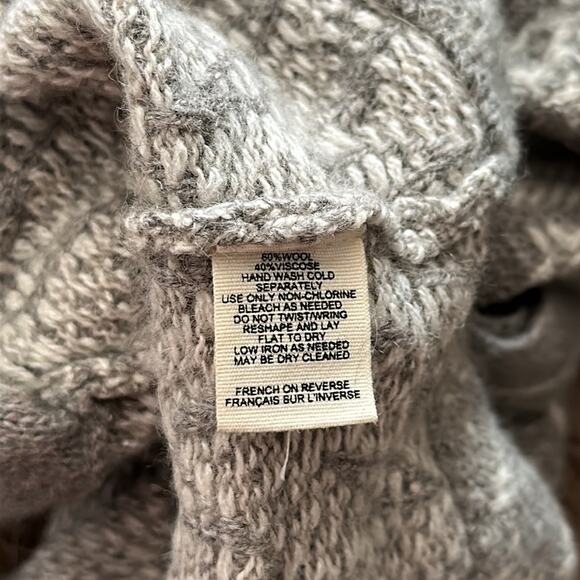 60%WOOL
40%VISCOSE
HAND WASH COLD
SEPARATELY
USE ONLY NON-CHLORINE
BLEACH AS NEEDED
DO NOT TWIST/WRING
RESHAPE AND LAY
FLAT TO DRY
LOW IRON AS NEEDED
MAY BE DRY CLEANED
FRENCH ON REVERSE
FRANÇAIS SUR L'INVERSE